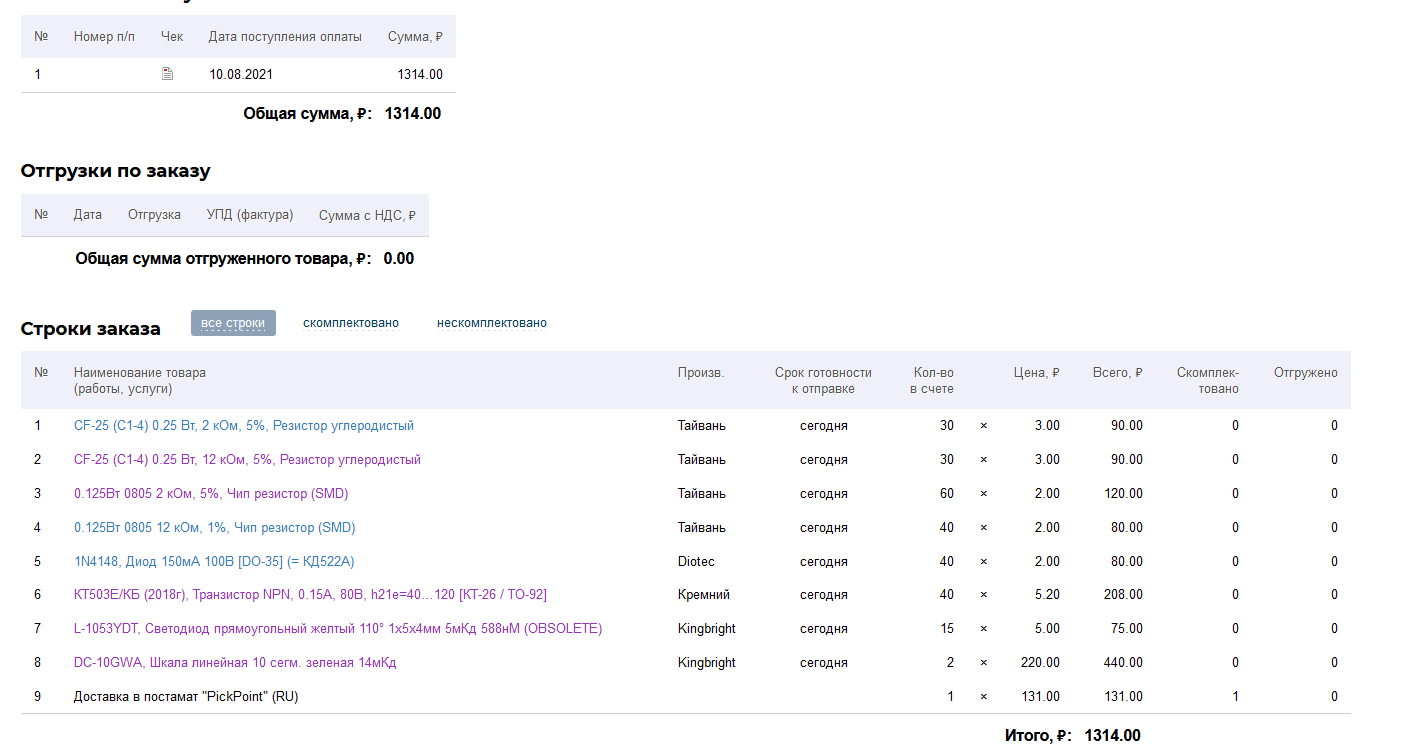 № Номер п/п Чек Дата поступления оплаты Сумма, ₽
1 10.08.2021 1314.00
Общая сумма, ₽: 1314.00
Отгрузки по заказу
№ Дата Отгрузка УПД (фактура) Сумма с НДС, ₽
Общая сумма отгруженного товара, ₽: 0.00
Строки заказа все строки скомплектовано нескомплектовано
№ Наименование товара Произв. Срок готовности Кол-во Цена, ₽ Всего, ₽ Скомплек- Отгружено
(работы, услуги) к отправке в счете товано
1 CF-25 (С1-4) 0.25 Вт, 2 кОм, 5%, Резистор углеродистый Тайвань сегодня 30 × 3.00 90.00 0 0
2 CF-25 (С1-4) 0.25 Вт, 12 кОм, 5%, Резистор углеродистый Тайвань сегодня 30 × 3.00 90.00 0 0
3 0.125Вт 0805 2 кОм, 5%, Чип резистор (SMD) Тайвань сегодня 60 × 2.00 120.00 0 0
4 0.125Вт 0805 12 кОм, 1%, Чип резистор (SMD) Тайвань сегодня 40 × 2.00 80.00 0 0
5 1N4148, Диод 150мА 100В [DO-35] (= КД522А) Diotec сегодня 40 × 2.00 80.00 0 0
6 КТ503Е/КБ (2018г), Транзистор NPN, 0.15А, 80В, h21e=40…120 [КТ-26 / TO-92] Кремний сегодня 40 × 5.20 208.00 0 0
7 L-1053YDT, Светодиод прямоугольный желтый 110° 1х5х4мм 5мКд 588нМ (OBSOLETE) Kingbright сегодня 15 × 5.00 75.00 0 0
8 DC-10GWA, Шкала линейная 10 сегм. зеленая 14мКд Kingbright сегодня 2 × 220.00 440.00 0 0
9 Доставка в постамат "PickPoint" (RU) 1 × 131.00 131.00 1 0
Итого, ₽: 1314.00